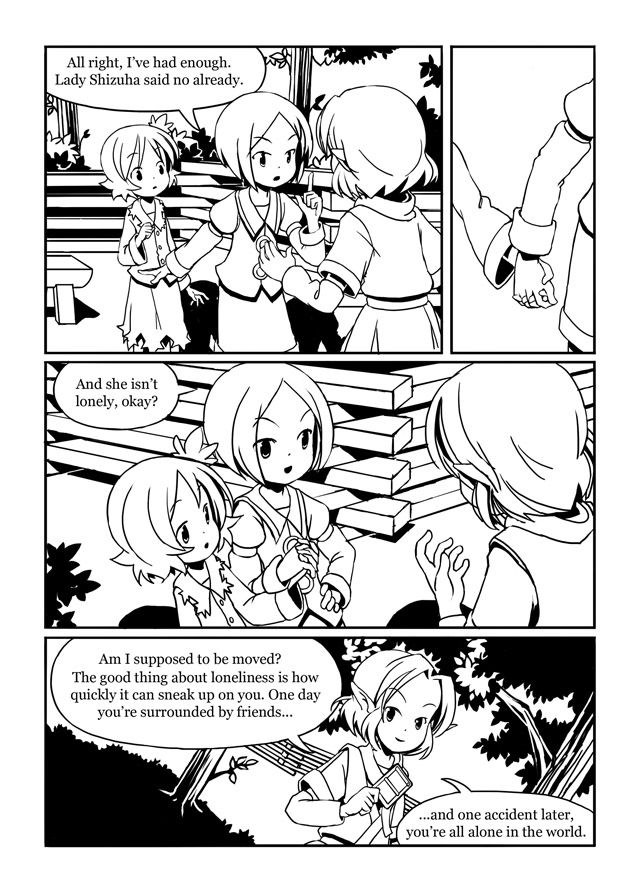 All right, I've had enough.
Lady Shizuha said no already.
And she isn't
lonely, okay?
Am I supposed to be moved?
The good thing about loneliness is how
quickly it can sneak up on you. One day
you're surrounded by friends...
...and one accident later,
you're all alone in the world.